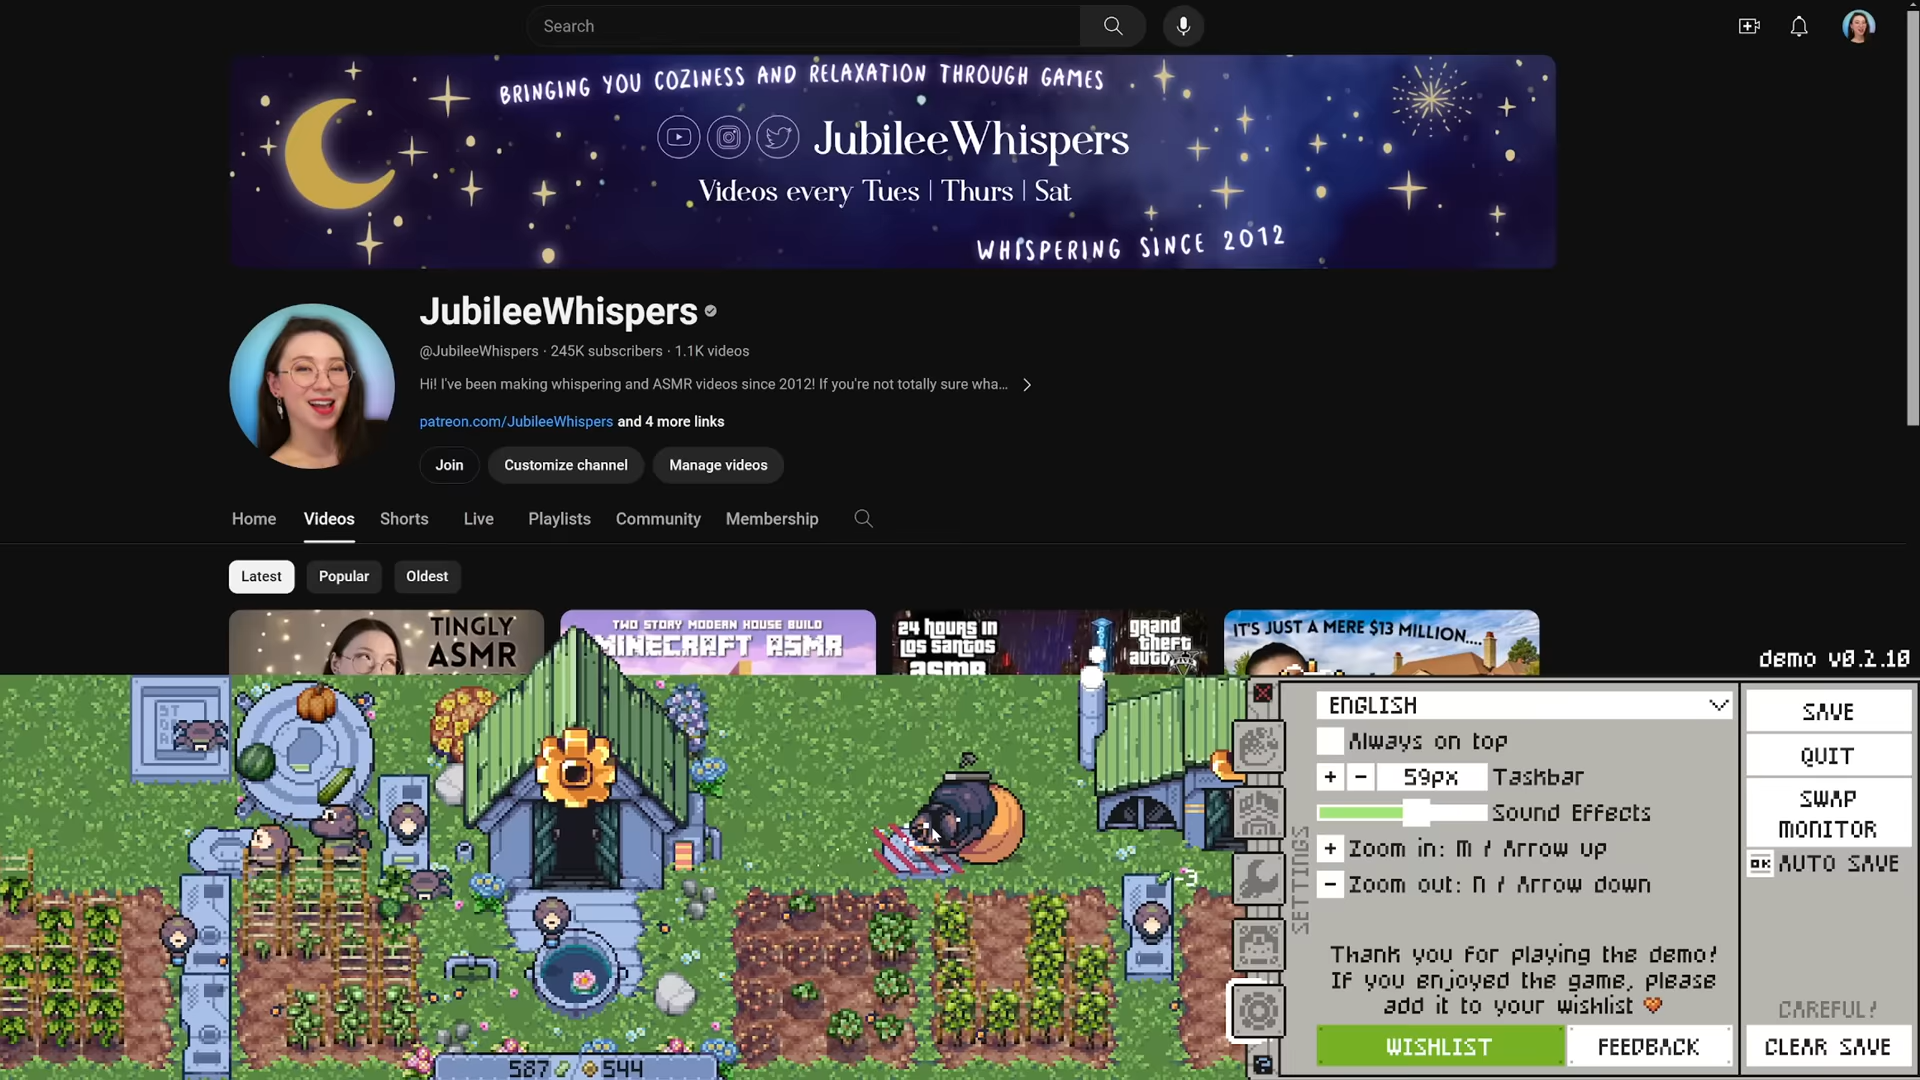 Search
BRINGING YOU COZINESS AND RELAXATION THROUGH GAMES
JubileeWhispers
Videos every Tues | Thurs | Sat
WHISPERING SINCE 2012
JubileeWhispers
@JubileeWhispers · 245K subscribers · 1.1K videos
Hi! I've been making whispering and ASMR videos since 2012! If you're not totally sure wha...
patreon.com/JubileeWhispers and 4 more links
Join
Customize channel
Manage videos
Home
Videos
Shorts
Live
Playlists
Community
Membership
Latest
Popular
Oldest
TINGLY
ASMR
TWO STORY MODERN HOUSE BUILD
MINECRAFT ASMR
24 HOURS IN
LOS SANTOS
ASMR
grand
theft
auto V
IT'S JUST A MERE $13 MILLION....
demo v0.2.10
3
587 / 544
SETTINGS
ENGLISH
Always on top
+ - 59px Taskbar
Sound Effects
+ Zoom in: M / Arrow up
- Zoom out: N / Arrow down
Thank you for playing the demo!
If you enjoyed the game, please
add it to your wishlist
WISHLIST
FEEDBACK
SAVE
QUIT
SWAP
MONITOR
OK AUTO SAVE
CAREFUL!
CLEAR SAVE